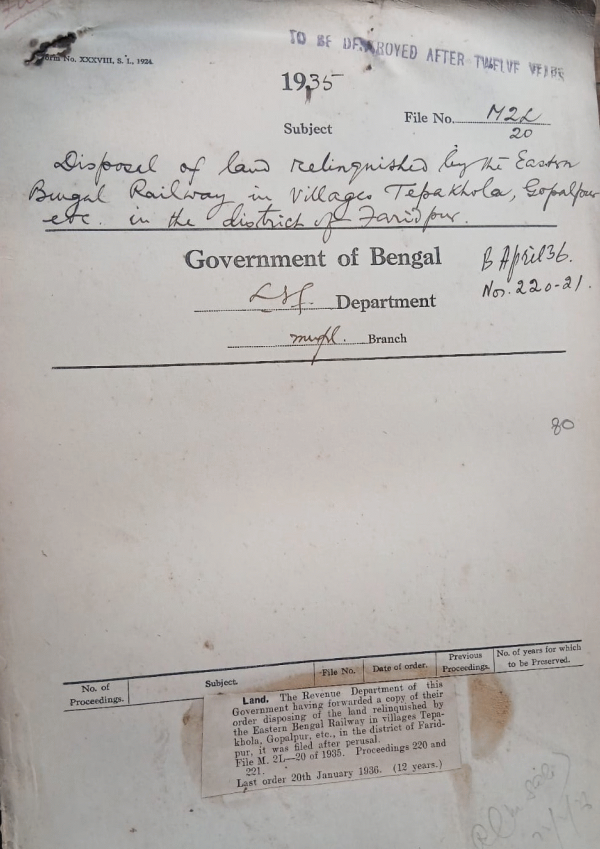 Form No. XXXVIII, S. L., 1924.
TO BE DESTROYED AFTER TWELVE YEARS
1935
File No. M2L
20
Subject
Disposal of land relinquished by the Eastern
Bengal Railway in Villages Tepakhola, Gopalpur
etc. in the district of Faridpur.
Government of Bengal
B April 36.
Nos. 220-21.
LSG. Department
Branch
80
No. of
Proceedings.
Subject.
File No.
Date of order.
Previous
Proceedings.
No. of years for which
to be Preserved.
Land. The Revenue Department of this
Government having forwarded a copy of their
order disposing of the land relinquished by
the Eastern Bengal Railway in villages Tepa-
khola, Gopalpur, etc., in the district of Farid-
pur, it was filed after perusal.
File M. 2L—20 of 1935. Proceedings 220 and
221.
Last order 20th January 1936. (12 years.)